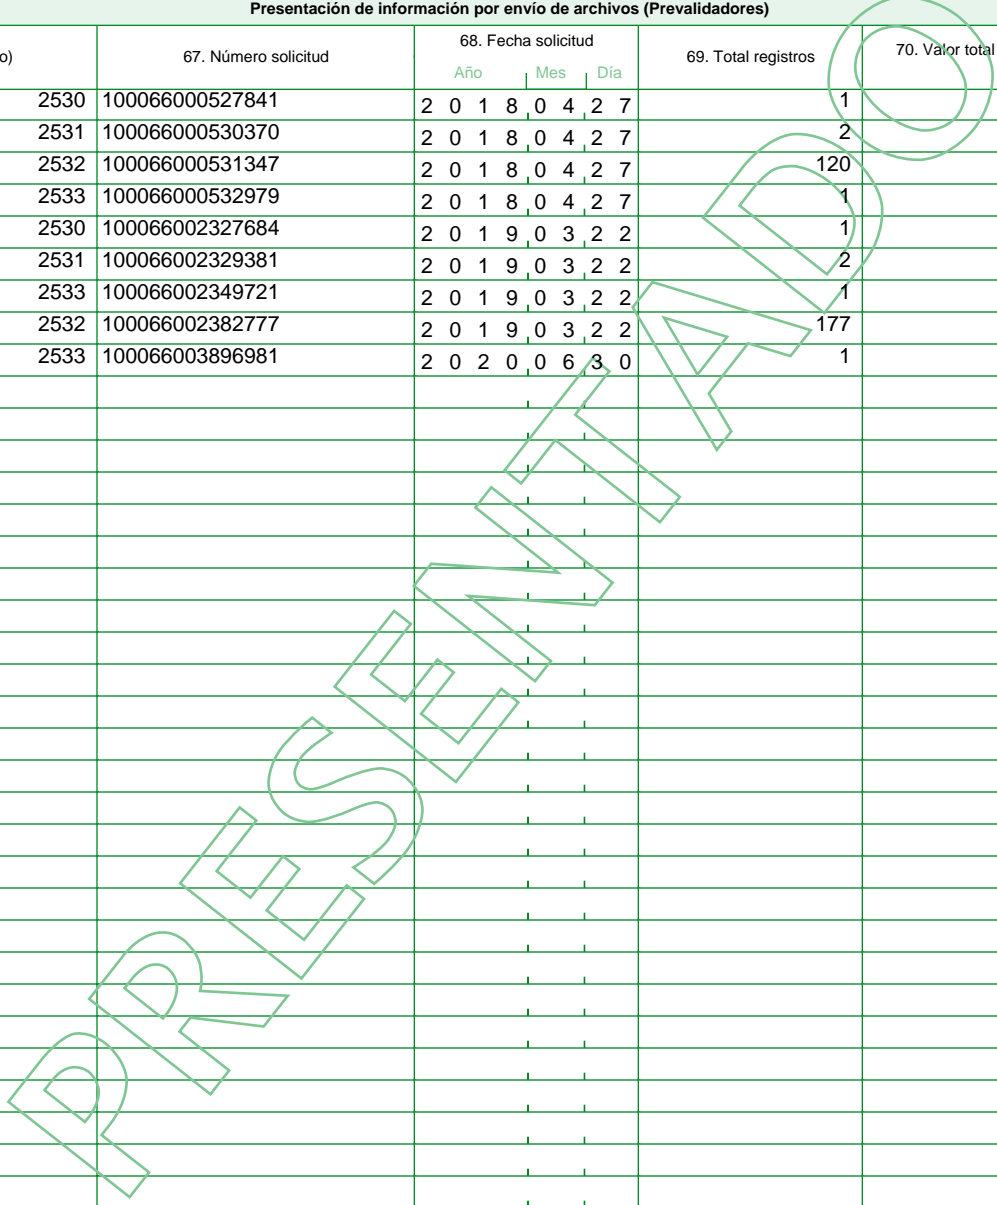 Presentación de información por envío de archivos (Prevalidadores)
o) 67. Número solicitud 68. Fecha solicitud 69. Total registros 70. Valor total
Año Mes Día
2530 100066000527841 2 0 1 8 0 4 2 7 1
2531 100066000530370 2 0 1 8 0 4 2 7 2
2532 100066000531347 2 0 1 8 0 4 2 7 120
2533 100066000532979 2 0 1 8 0 4 2 7 1
2530 100066002327684 2 0 1 9 0 3 2 2 1
2531 100066002329381 2 0 1 9 0 3 2 2 2
2533 100066002349721 2 0 1 9 0 3 2 2 1
2532 100066002382777 2 0 1 9 0 3 2 2 177
2533 100066003896981 2 0 2 0 0 6 3 0 1
PRESENTADO